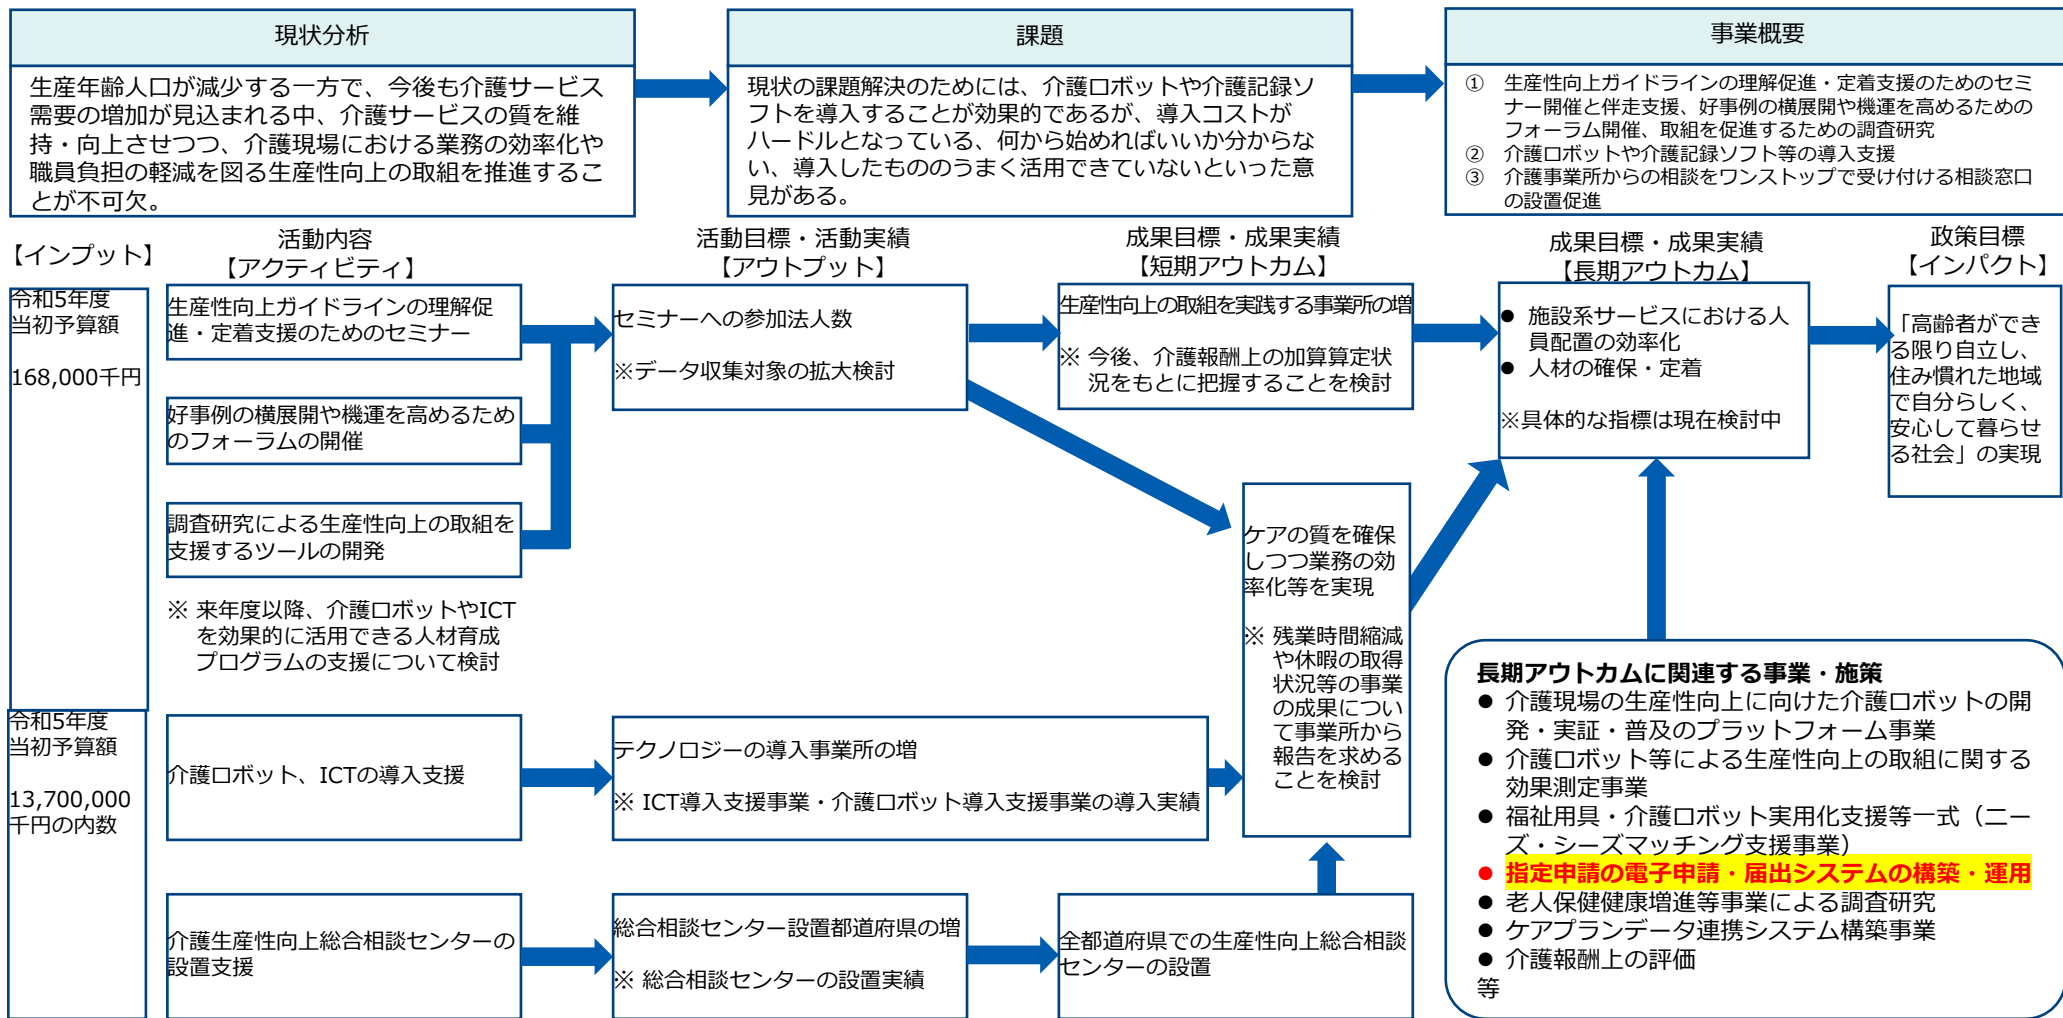 現状分析
生産年齢人口が減少する一方で、今後も介護サービス
需要の増加が見込まれる中、介護サービスの質を維
持・向上させつつ、介護現場における業務の効率化や
職員負担の軽減を図る生産性向上の取組を推進するこ
とが不可欠。
課題
現状の課題解決のためには、介護ロボットや介護記録ソ
フトを導入することが効果的であるが、導入コストが
ハードルとなっている、何から始めればいいか分からな
い、導入したもののうまく活用できていないといった意
見がある。
事業概要
① 生産性向上ガイドラインの理解促進・定着支援のためのセミ
ナー開催と伴走支援、好事例の横展開や機運を高めるための
フォーラム開催、取組を促進するための調査研究
② 介護ロボットや介護記録ソフト等の導入支援
③ 介護事業所からの相談をワンストップで受け付ける相談窓口
の設置促進
【インプット】
活動内容
【アクティビティ】
活動目標・活動実績
【アウトプット】
成果目標・成果実績
【短期アウトカム】
成果目標・成果実績
【長期アウトカム】
政策目標
【インパクト】
令和5年度
当初予算額
168,000千円
生産性向上ガイドラインの理解促
進・定着支援のためのセミナー
好事例の横展開や機運を高めるため
のフォーラムの開催
調査研究による生産性向上の取組を
支援するツールの開発
※ 来年度以降、介護ロボットやICT
を効果的に活用できる人材育成
プログラムの支援について検討
セミナーへの参加法人数
※データ収集対象の拡大検討
生産性向上の取組を実践する事業所の増
※ 今後、介護報酬上の加算算定状
況をもとに把握することを検討
● 施設系サービスにおける人
員配置の効率化
● 人材の確保・定着
※具体的な指標は現在検討中
「高齢者ができ
る限り自立し、
住み慣れた地域
で自分らしく、
安心して暮らせ
る社会」の実現
ケアの質を確保
しつつ業務の効
率化等を実現
※ 残業時間縮減
や休暇の取得
状況等の事業
の成果につい
て事業所から
報告を求める
ことを検討
令和5年度
当初予算額
13,700,000
千円の内数
介護ロボット、ICTの導入支援
テクノロジーの導入事業所の増
※ ICT導入支援事業・介護ロボット導入支援事業の導入実績
介護生産性向上総合相談センターの
設置支援
総合相談センター設置都道府県の増
※ 総合相談センターの設置実績
全都道府県での生産性向上総合相談
センターの設置
長期アウトカムに関連する事業・施策
● 介護現場の生産性向上に向けた介護ロボットの開
発・実証・普及のプラットフォーム事業
● 介護ロボット等による生産性向上の取組に関する
効果測定事業
● 福祉用具・介護ロボット実用化支援等一式（ニー
ズ・シーズマッチング支援事業）
● 指定申請の電子申請・届出システムの構築・運用
● 老人保健健康増進等事業による調査研究
● ケアプランデータ連携システム構築事業
● 介護報酬上の評価
等